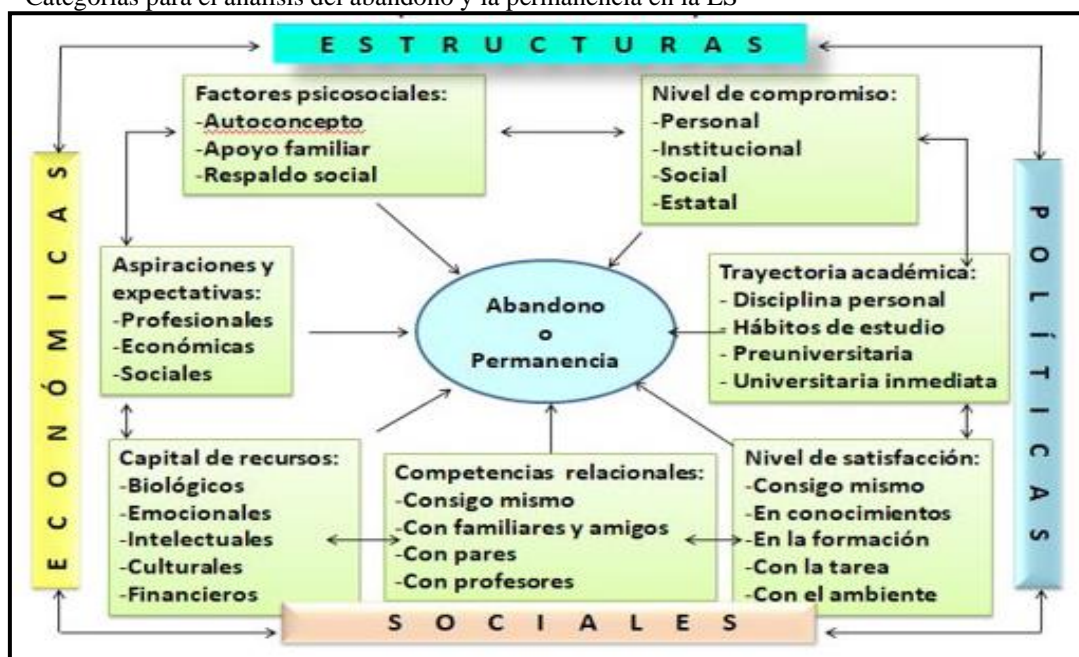 Categorías para el análisis del abandono y la permanencia en la ES
E S T R U C T U R A S
Factores psicosociales:
-Autoconcepto
-Apoyo familiar
-Respaldo social
Nivel de compromiso:
-Personal
-Institucional
-Social
-Estatal
E C O N Ó M I C A S
P O L Í T I C A S
Aspiraciones y
expectativas:
-Profesionales
-Económicas
-Sociales
Abandono
o
Permanencia
Trayectoria académica:
- Disciplina personal
- Hábitos de estudio
- Preuniversitaria
- Universitaria inmediata
Capital de recursos:
-Biológicos
-Emocionales
-Intelectuales
-Culturales
-Financieros
Competencias relacionales:
-Consigo mismo
-Con familiares y amigos
-Con pares
-Con profesores
Nivel de satisfacción:
-Consigo mismo
-En conocimientos
-En la formación
-Con la tarea
-Con el ambiente
S O C I A L E S